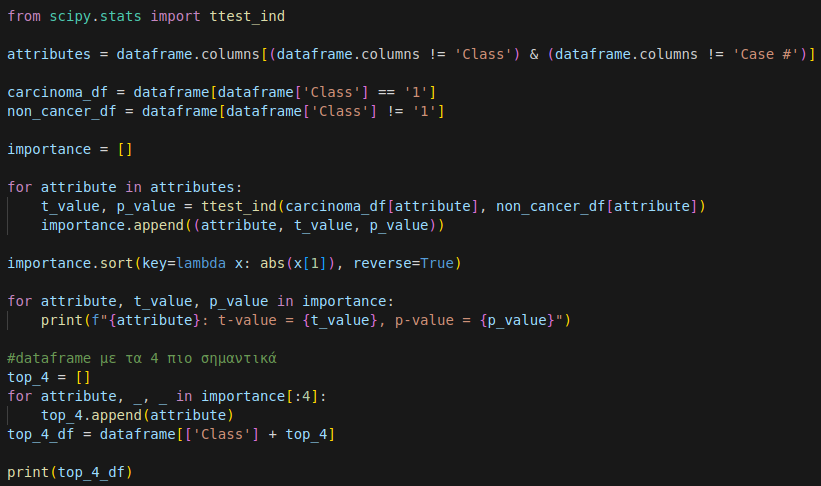 from scipy.stats import ttest_ind
attributes = dataframe.columns[(dataframe.columns != 'Class') & (dataframe.columns != 'Case #')]
carcinoma_df = dataframe[dataframe['Class'] == '1']
non_cancer_df = dataframe[dataframe['Class'] != '1']
importance = []
for attribute in attributes:
    t_value, p_value = ttest_ind(carcinoma_df[attribute], non_cancer_df[attribute])
    importance.append((attribute, t_value, p_value))
importance.sort(key=lambda x: abs(x[1]), reverse=True)
for attribute, t_value, p_value in importance:
    print(f"{attribute}: t-value = {t_value}, p-value = {p_value}")
#dataframe με τα 4 πιο σημαντικά
top_4 = []
for attribute, _, _ in importance[:4]:
    top_4.append(attribute)
top_4_df = dataframe[['Class'] + top_4]
print(top_4_df)